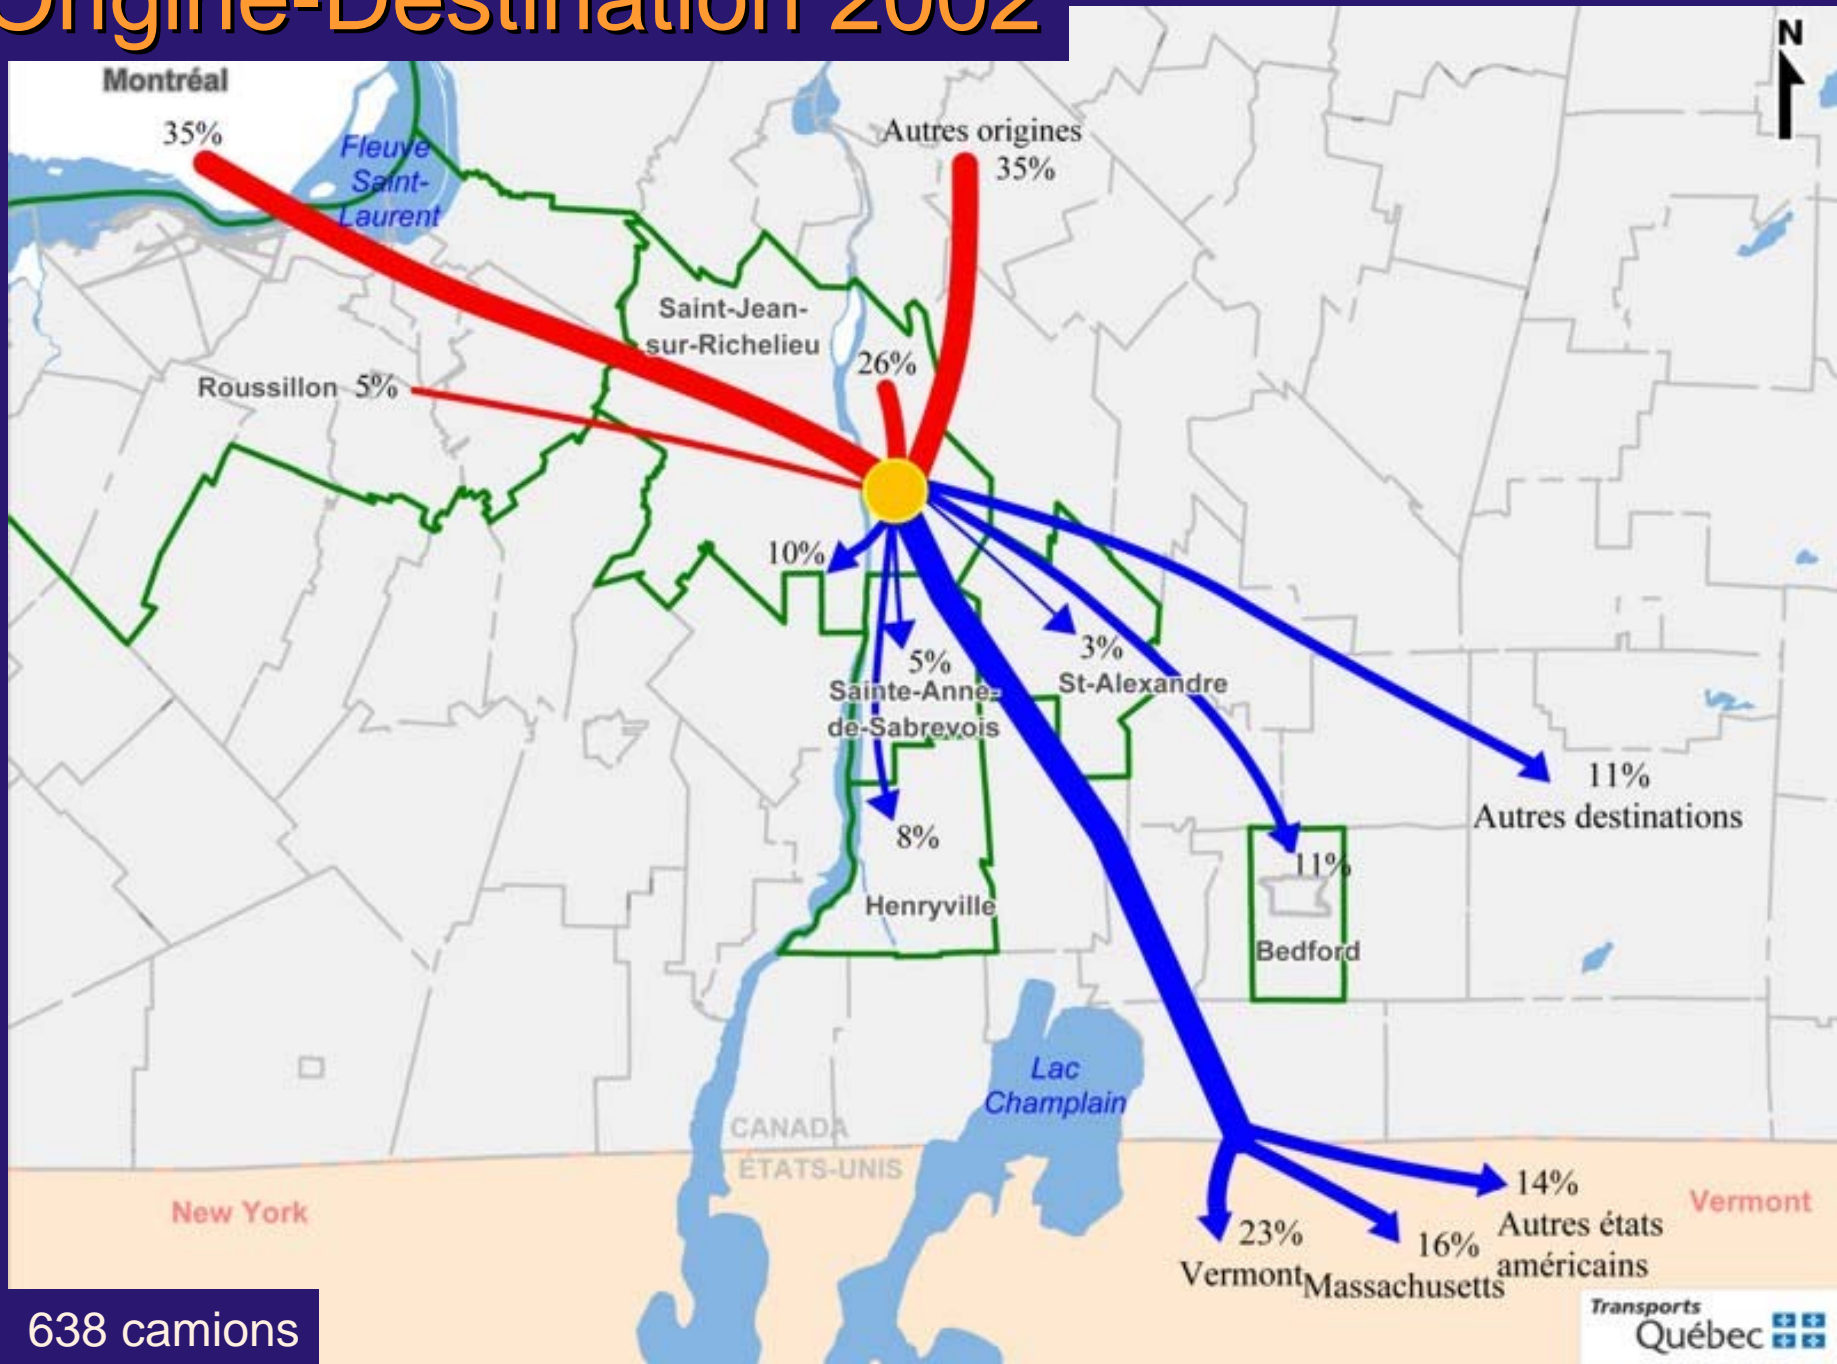 Origine-Destination 2002
N
Montréal
35%
Fleuve
Saint-
Laurent
Autres origines
35%
Saint-Jean-
sur-Richelieu
26%
Roussillon 5%
10%
5%
Sainte-Anne-
de-Sabrevois
3%
St-Alexandre
8%
Henryville
11%
Autres destinations
11%
Bedford
Lac
Champlain
CANADA
ÉTATS-UNIS
New York
Vermont
14%
Autres états
américains
23%
Vermont
16%
Massachusetts
638 camions
Transports
Québec